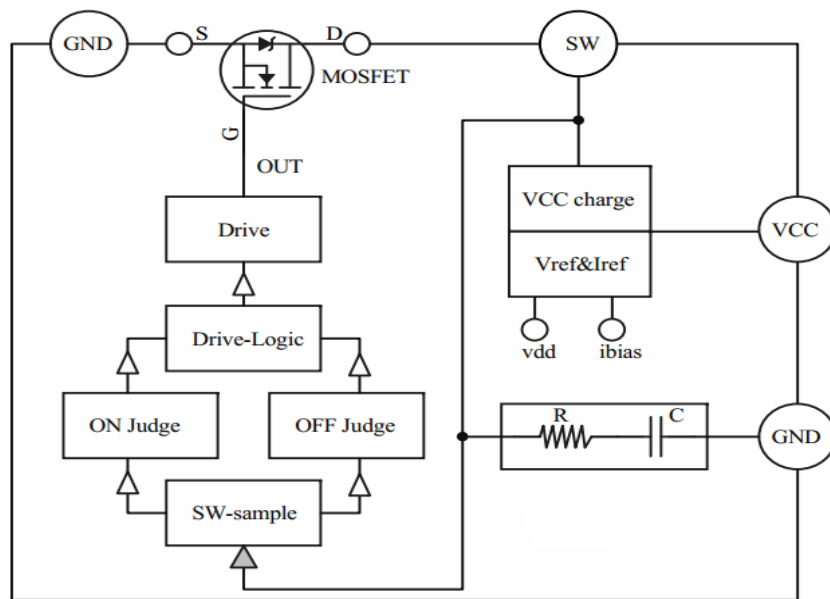 GND
S
D
SW
MOSFET
G
OUT
VCC charge
Drive
VCC
Vref&Iref
Drive-Logic
vdd
ibias
R
C
ON Judge
OFF Judge
GND
SW-sample